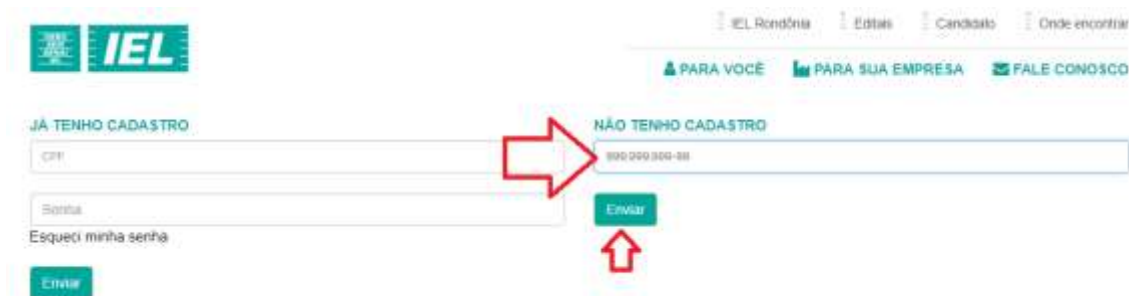 IEL
IEL Rondônia Editais Candidato Onde encontrar
PARA VOCÊ PARA SUA EMPRESA FALE CONOSCO
JÁ TENHO CADASTRO
CPF
Senha
Esqueci minha senha
Enviar
NÃO TENHO CADASTRO
Enviar